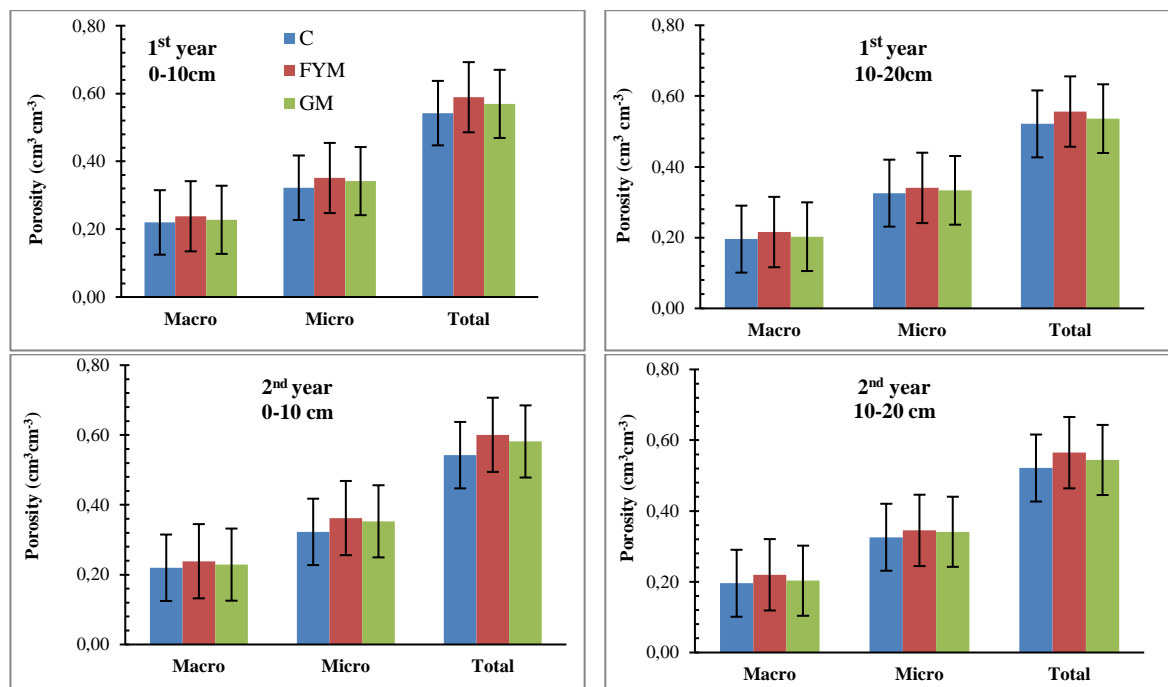 1st year
0-10cm
C
FYM
GM
Porosity (cm3 cm-3)
0,80
0,60
0,40
0,20
0,00
Macro Micro Total
1st year
10-20cm
Porosity (cm3 cm-3)
0,80
0,60
0,40
0,20
0,00
Macro Micro Total
2nd year
0-10 cm
Porosity (cm3cm-3)
0,80
0,60
0,40
0,20
0,00
Macro Micro Total
2nd year
10-20 cm
Porosity (cm3cm-3)
0,80
0,60
0,40
0,20
0,00
Macro Micro Total